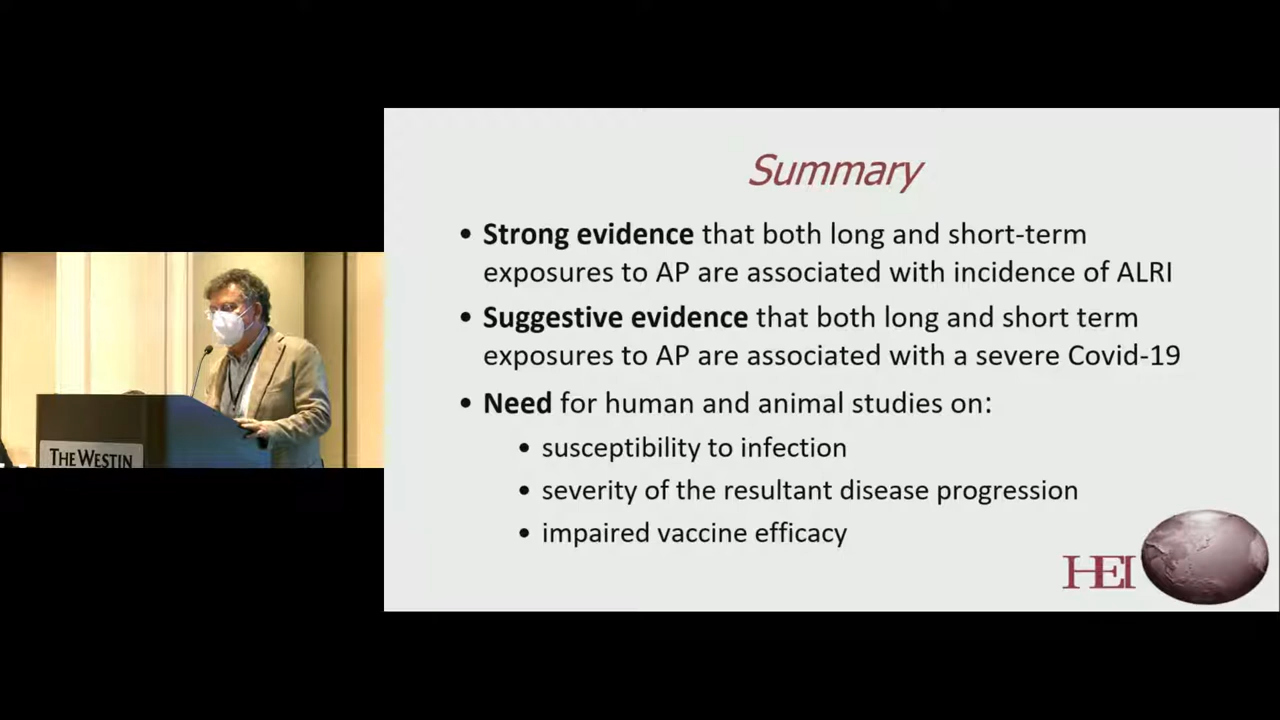 Summary
• Strong evidence that both long and short-term
exposures to AP are associated with incidence of ALRI
• Suggestive evidence that both long and short term
exposures to AP are associated with a severe Covid-19
• Need for human and animal studies on:
• susceptibility to infection
• severity of the resultant disease progression
• impaired vaccine efficacy
HEI
THE WESTIN